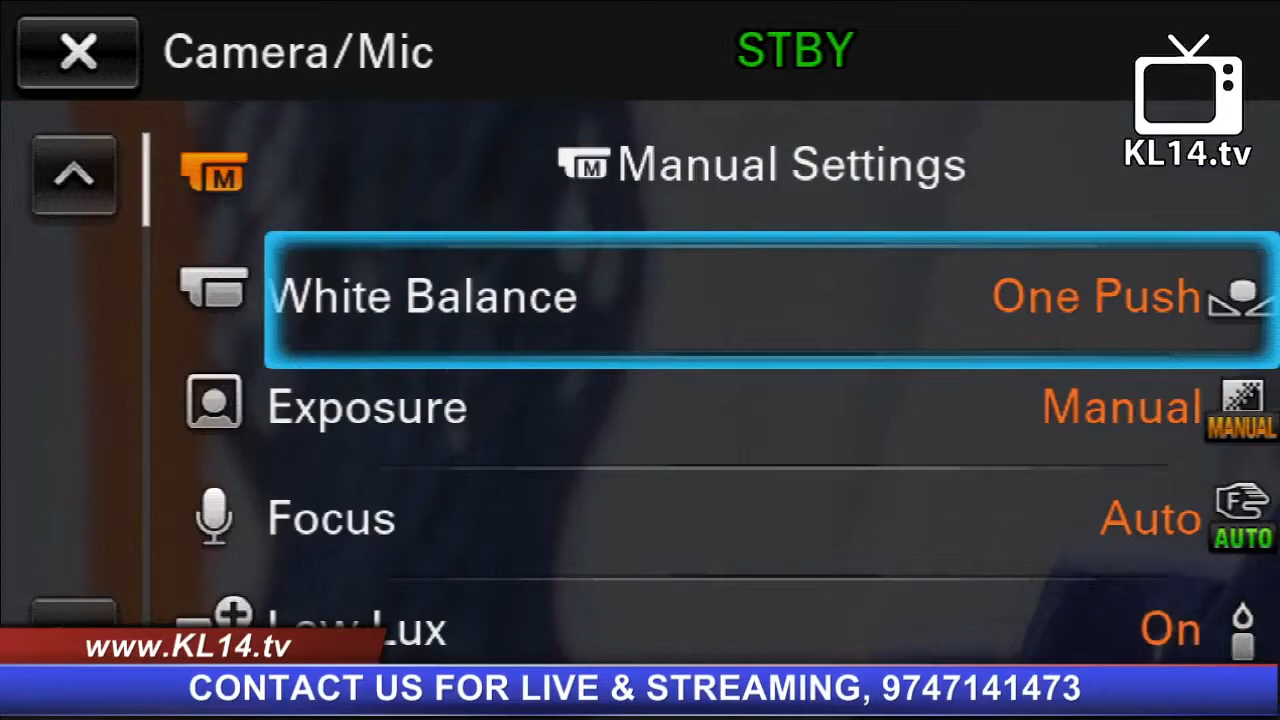 Camera/Mic
STBY
KL14.tv
M
M Manual Settings
White Balance
One Push
Exposure
Manual
MANUAL
Focus
Auto
F
AUTO
Low Lux
On
www.KL14.tv
CONTACT US FOR LIVE & STREAMING, 9747141473